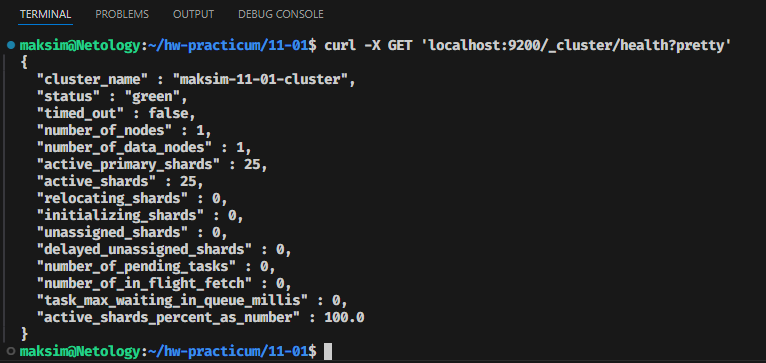 TERMINAL PROBLEMS OUTPUT DEBUG CONSOLE
maksim@Netology:~/hw-practicum/11-01$ curl -X GET 'localhost:9200/_cluster/health?pretty'
{
  "cluster_name" : "maksim-11-01-cluster",
  "status" : "green",
  "timed_out" : false,
  "number_of_nodes" : 1,
  "number_of_data_nodes" : 1,
  "active_primary_shards" : 25,
  "active_shards" : 25,
  "relocating_shards" : 0,
  "initializing_shards" : 0,
  "unassigned_shards" : 0,
  "delayed_unassigned_shards" : 0,
  "number_of_pending_tasks" : 0,
  "number_of_in_flight_fetch" : 0,
  "task_max_waiting_in_queue_millis" : 0,
  "active_shards_percent_as_number" : 100.0
}
maksim@Netology:~/hw-practicum/11-01$